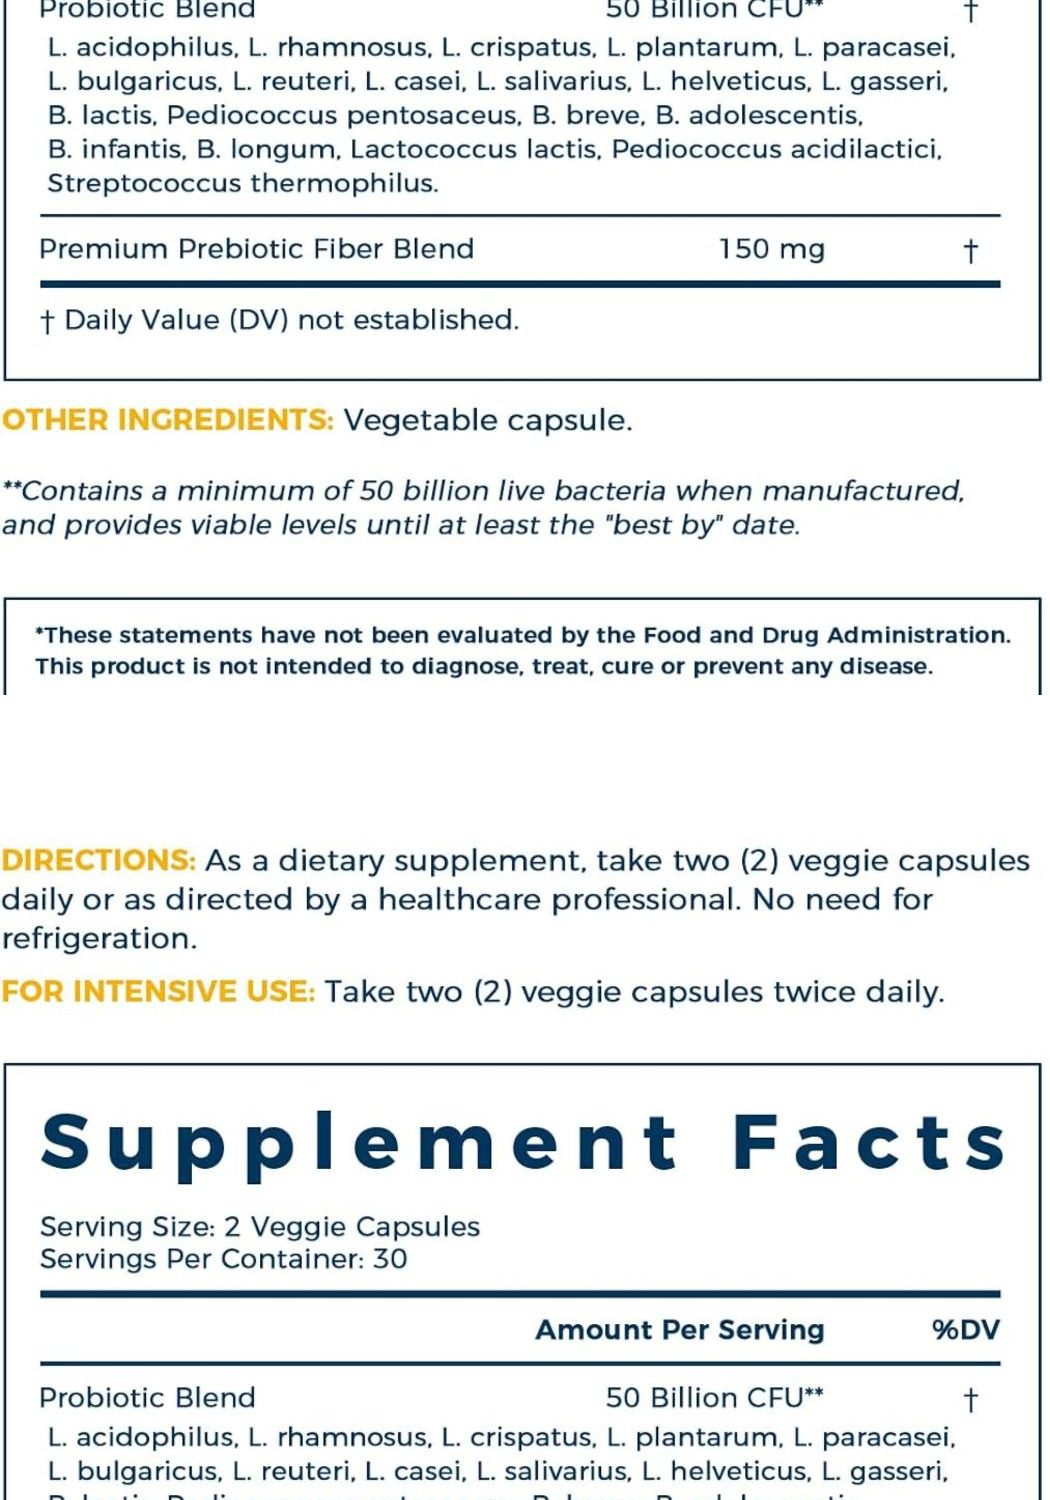 Probiotic Blend 50 Billion CFU** †
L. acidophilus, L. rhamnosus, L. crispatus, L. plantarum, L. paracasei,
L. bulgaricus, L. reuteri, L. casei, L. salivarius, L. helveticus, L. gasseri,
B. lactis, Pediococcus pentosaceus, B. breve, B. adolescentis,
B. infantis, B. longum, Lactococcus lactis, Pediococcus acidilactici,
Streptococcus thermophilus.
Premium Prebiotic Fiber Blend 150 mg †
† Daily Value (DV) not established.
OTHER INGREDIENTS: Vegetable capsule.
**Contains a minimum of 50 billion live bacteria when manufactured,
and provides viable levels until at least the "best by" date.
*These statements have not been evaluated by the Food and Drug Administration.
This product is not intended to diagnose, treat, cure or prevent any disease.
DIRECTIONS: As a dietary supplement, take two (2) veggie capsules
daily or as directed by a healthcare professional. No need for
refrigeration.
FOR INTENSIVE USE: Take two (2) veggie capsules twice daily.
Supplement Facts
Serving Size: 2 Veggie Capsules
Servings Per Container: 30
Amount Per Serving %DV
Probiotic Blend 50 Billion CFU** †
L. acidophilus, L. rhamnosus, L. crispatus, L. plantarum, L. paracasei,
L. bulgaricus, L. reuteri, L. casei, L. salivarius, L. helveticus, L. gasseri,